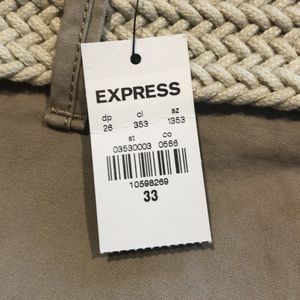 EXPRESS
dp cl sz
26 353 1353
st co
03530003 0566
10598269
33